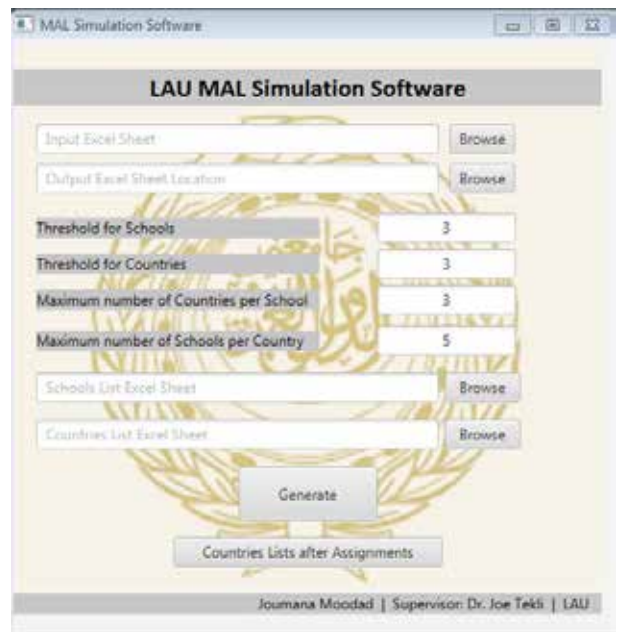 MAL Simulation Software
LAU MAL Simulation Software
Input Excel Sheet
Browse
Output Excel Sheet Location
Browse
Threshold for Schools
3
Threshold for Countries
3
Maximum number of Countries per School
3
Maximum number of Schools per Country
5
Schools List Excel Sheet
Browse
Countries List Excel Sheet
Browse
Generate
Countries Lists after Assignments
Joumana Moodad | Supervisor: Dr. Joe Tekli | LAU